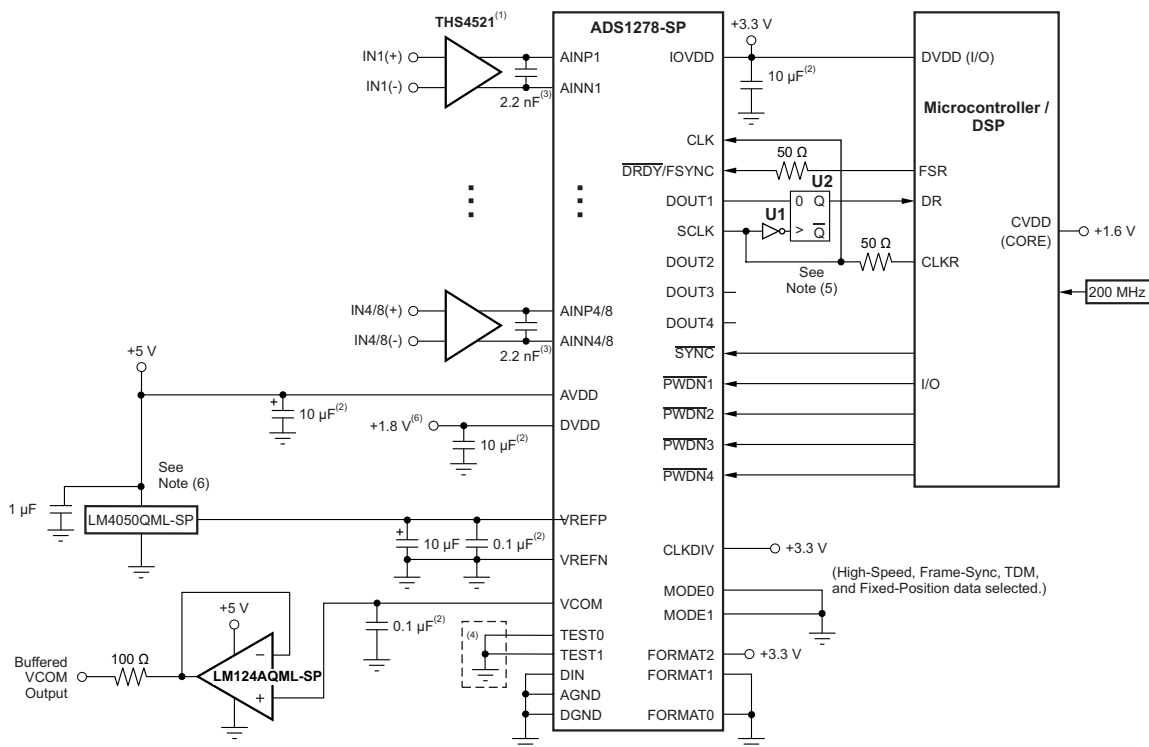 THS4521(1)
ADS1278-SP
+3.3 V
IN1(+)
AINP1
IOVDD
DVDD (I/O)
10 µF(2)
IN1(-)
AINN1
2.2 nF(3)
Microcontroller /
DSP
CLK
50 Ω
DRDY/FSYNC
FSR
U2
DOUT1
0 Q
DR
U1
SCLK
> Q
CVDD
(CORE)
+1.6 V
50 Ω
DOUT2
See
Note (5)
CLKR
DOUT3
200 MHz
IN4/8(+)
AINP4/8
DOUT4
IN4/8(-)
AINN4/8
2.2 nF(3)
SYNC
+5 V
PWDN1
I/O
AVDD
10 µF(2)
+
PWDN2
+1.8 V(6)
DVDD
10 µF(2)
PWDN3
See
Note (6)
PWDN4
1 µF
LM4050QML-SP
VREFP
+
10 µF
0.1 µF(2)
VREFN
CLKDIV
+3.3 V
(High-Speed, Frame-Sync, TDM,
and Fixed-Position data selected.)
MODE0
MODE1
VCOM
0.1 µF(2)
+5 V
(4)
TEST0
TEST1
FORMAT2
+3.3 V
Buffered
VCOM
Output
100 Ω
−
LM124AQML-SP
+
DIN
FORMAT1
AGND
DGND
FORMAT0